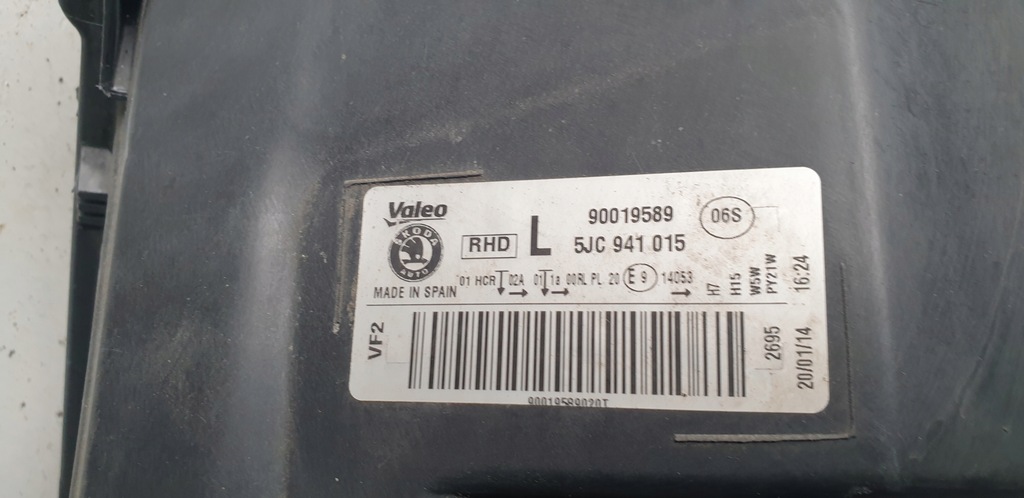 Valeo
ŠKODA
AUTO
RHD L
90019589
5JC 941 015
06S
MADE IN SPAIN
01 HCR 02A 01 1a 00RL PL 20 E 9 14053
H7
H15
W5W
PY21W
16:24
VF2
2695
20/01/14
90019589020T